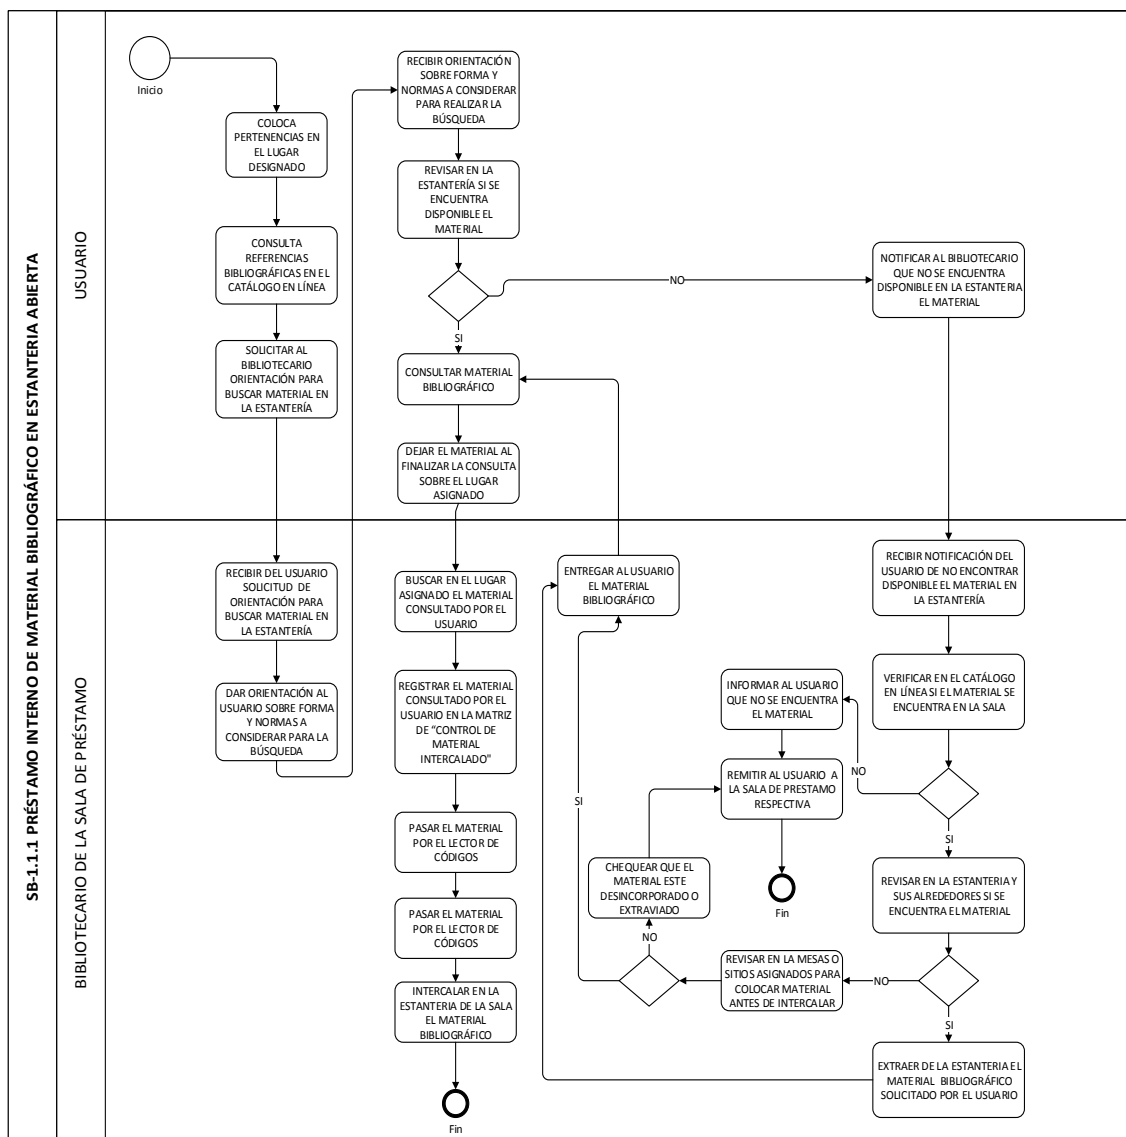 SB-1.1.1 PRÉSTAMO INTERNO DE MATERIAL BIBLIOGRÁFICO EN ESTANTERIA ABIERTA
USUARIO
Inicio
COLOCA
PERTENENCIAS EN
EL LUGAR
DESIGNADO
CONSULTA
REFERENCIAS
BIBLIOGRÁFICAS EN EL
CATÁLOGO EN LÍNEA
SOLICITAR AL
BIBLIOTECARIO
ORIENTACIÓN PARA
BUSCAR MATERIAL EN
LA ESTANTERÍA
RECIBIR ORIENTACIÓN
SOBRE FORMA Y
NORMAS A CONSIDERAR
PARA REALIZAR LA
BÚSQUEDA
REVISAR EN LA
ESTANTERÍA SI SE
ENCUENTRA
DISPONIBLE EL
MATERIAL
NO
SI
NOTIFICAR AL BIBLIOTECARIO
QUE NO SE ENCUENTRA
DISPONIBLE EN LA ESTANTERIA
EL MATERIAL
CONSULTAR MATERIAL
BIBLIOGRÁFICO
DEJAR EL MATERIAL AL
FINALIZAR LA CONSULTA
SOBRE EL LUGAR
ASIGNADO
BIBLIOTECARIO DE LA SALA DE PRÉSTAMO
RECIBIR DEL USUARIO
SOLICITUD DE
ORIENTACIÓN PARA
BUSCAR MATERIAL EN
LA ESTANTERÍA
DAR ORIENTACIÓN AL
USUARIO SOBRE FORMA
Y NORMAS A
CONSIDERAR PARA LA
BÚSQUEDA
BUSCAR EN EL LUGAR
ASIGNADO EL MATERIAL
CONSULTADO POR EL
USUARIO
REGISTRAR EL MATERIAL
CONSULTADO POR EL
USUARIO EN LA MATRIZ
DE “CONTROL DE
MATERIAL
INTERCALADO"
PASAR EL MATERIAL
POR EL LECTOR DE
CÓDIGOS
PASAR EL MATERIAL
POR EL LECTOR DE
CÓDIGOS
INTERCALAR EN LA
ESTANTERIA DE LA SALA
EL MATERIAL
BIBLIOGRÁFICO
Fin
ENTREGAR AL USUARIO
EL MATERIAL
BIBLIOGRÁFICO
SI
RECIBIR NOTIFICACIÓN DEL
USUARIO DE NO ENCONTRAR
DISPONIBLE EL MATERIAL EN
LA ESTANTERÍA
VERIFICAR EN EL CATÁLOGO
EN LÍNEA SI EL MATERIAL SE
ENCUENTRA EN LA SALA
NO
SI
INFORMAR AL USUARIO
QUE NO SE ENCUENTRA
EL MATERIAL
REMITIR AL USUARIO A
LA SALA DE PRESTAMO
RESPECTIVA
Fin
CHEQUEAR QUE EL
MATERIAL ESTE
DESINCORPORADO O
EXTRAVIADO
NO
REVISAR EN LA ESTANTERIA Y
SUS ALREDEDORES SI SE
ENCUENTRA EL MATERIAL
NO
SI
REVISAR EN LA MESAS O
SITIOS ASIGNADOS PARA
COLOCAR MATERIAL
ANTES DE INTERCALAR
EXTRAER DE LA ESTANTERIA EL
MATERIAL BIBLIOGRÁFICO
SOLICITADO POR EL USUARIO